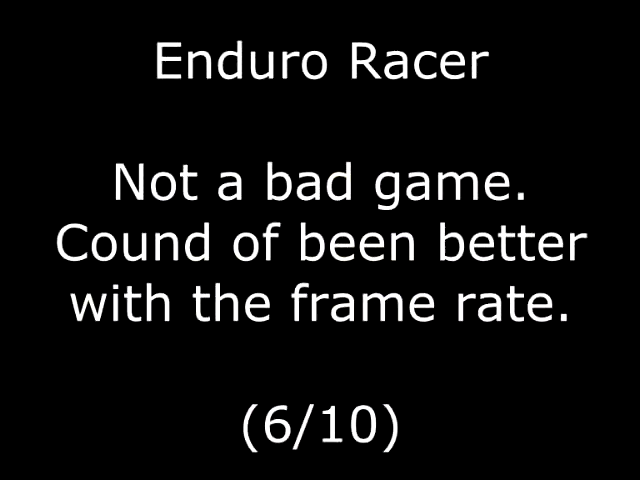 Enduro Racer
Not a bad game.
Cound of been better
with the frame rate.
(6/10)